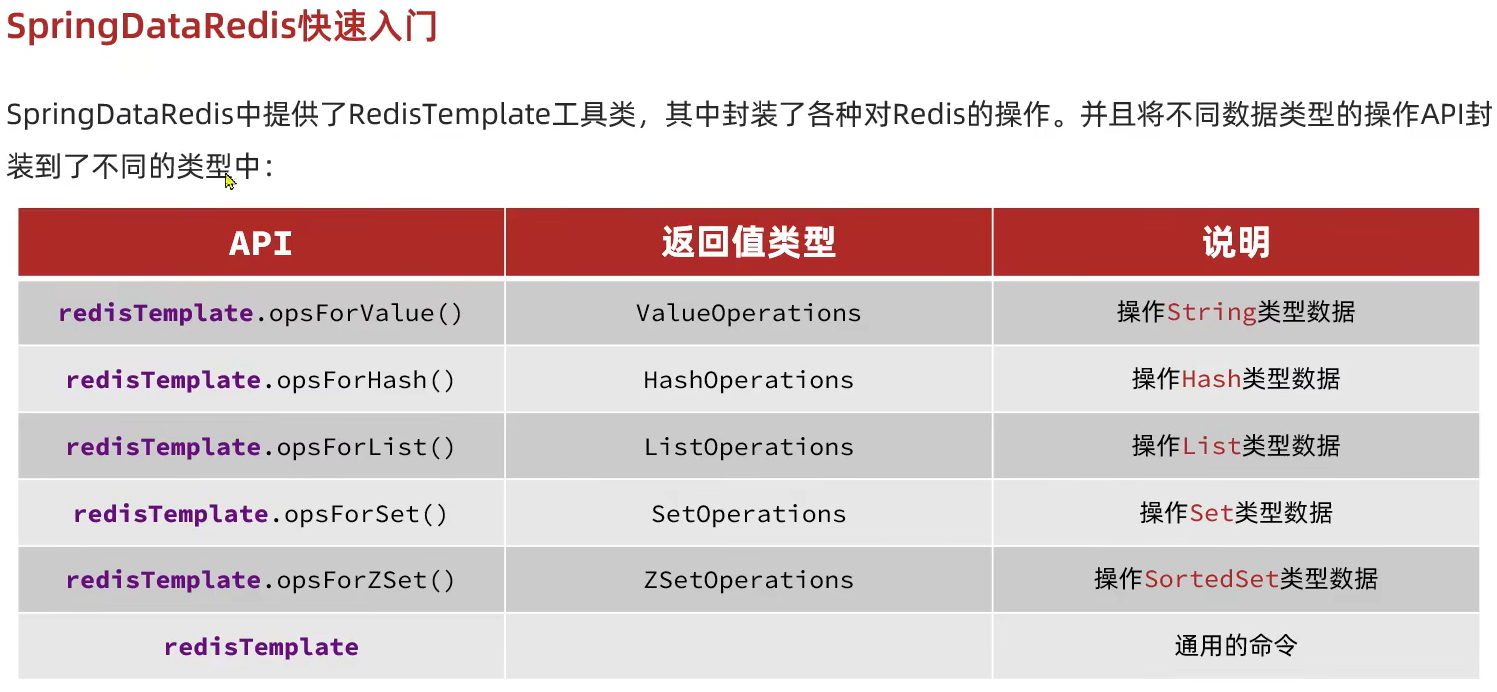 SpringDataRedis快速入门
SpringDataRedis中提供了RedisTemplate工具类，其中封装了各种对Redis的操作。并且将不同数据类型的操作API封
装到了不同的类型中：
API 返回值类型 说明
redisTemplate.opsForValue() ValueOperations 操作String类型数据
redisTemplate.opsForHash() HashOperations 操作Hash类型数据
redisTemplate.opsForList() ListOperations 操作List类型数据
redisTemplate.opsForSet() SetOperations 操作Set类型数据
redisTemplate.opsForZSet() ZSetOperations 操作SortedSet类型数据
redisTemplate 通用的命令